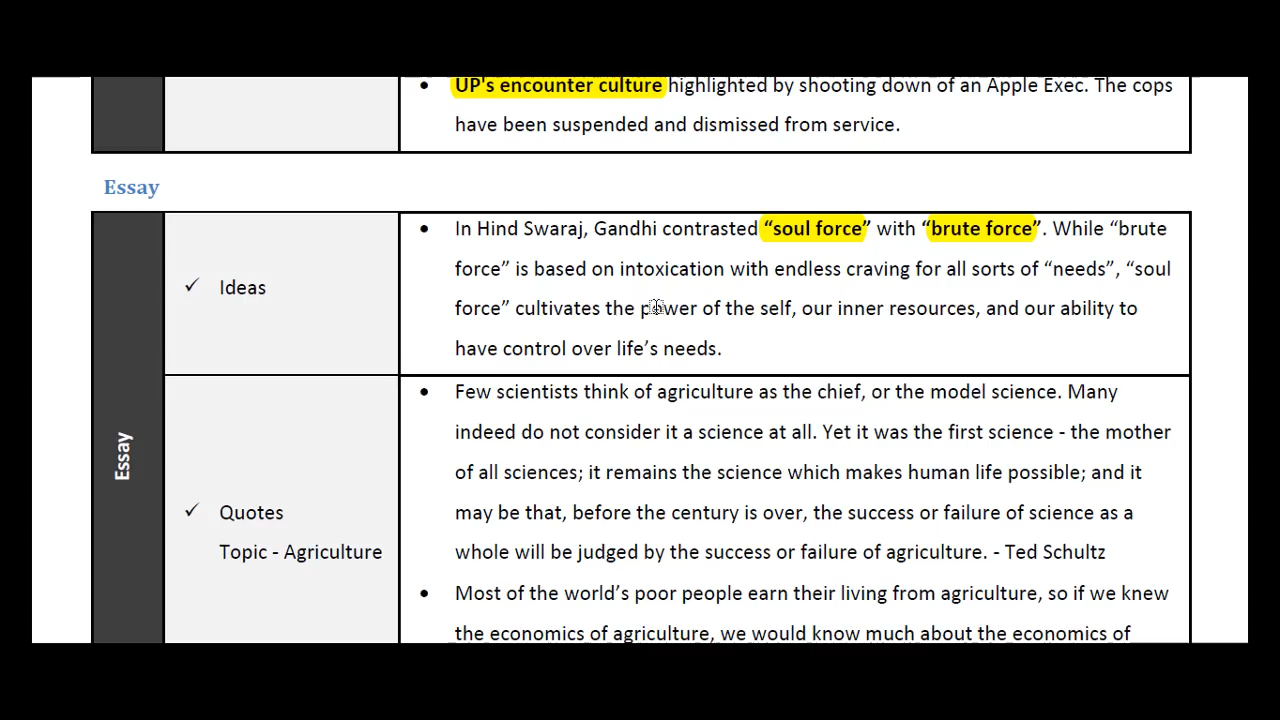 • UP's encounter culture highlighted by shooting down of an Apple Exec. The cops
have been suspended and dismissed from service.
Essay
Essay
✓ Ideas
• In Hind Swaraj, Gandhi contrasted “soul force” with “brute force”. While “brute
force” is based on intoxication with endless craving for all sorts of “needs”, “soul
force” cultivates the power of the self, our inner resources, and our ability to
have control over life’s needs.
✓ Quotes
Topic - Agriculture
• Few scientists think of agriculture as the chief, or the model science. Many
indeed do not consider it a science at all. Yet it was the first science - the mother
of all sciences; it remains the science which makes human life possible; and it
may be that, before the century is over, the success or failure of science as a
whole will be judged by the success or failure of agriculture. - Ted Schultz
• Most of the world’s poor people earn their living from agriculture, so if we knew
the economics of agriculture, we would know much about the economics of